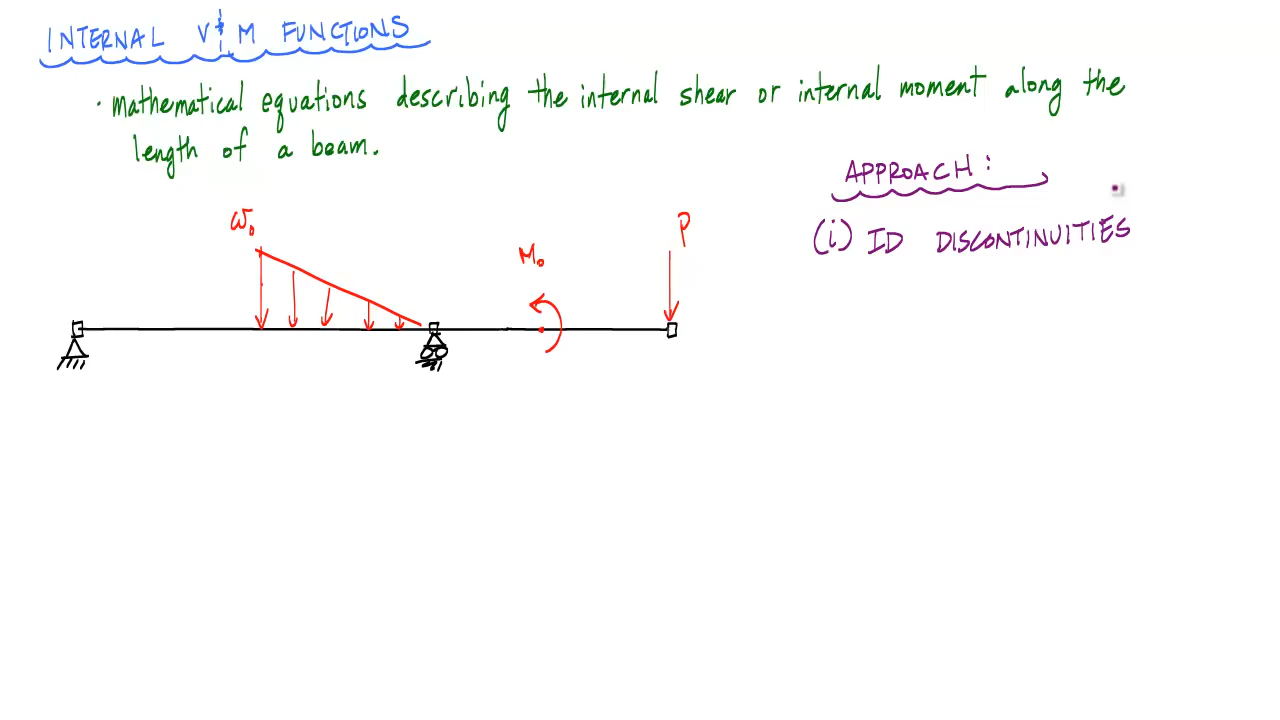 INTERNAL V & M FUNCTIONS
· mathematical equations describing the internal shear or internal moment along the
length of a beam.
APPROACH:
(i) ID DISCONTINUITIES
w₀
M₀
P